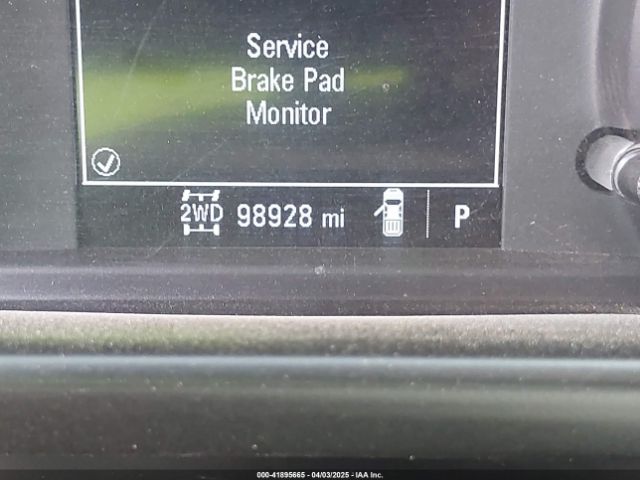 Service
Brake Pad
Monitor
2WD 98928 mi P
000-41895665 - 04/03/2025 - IAA Inc.